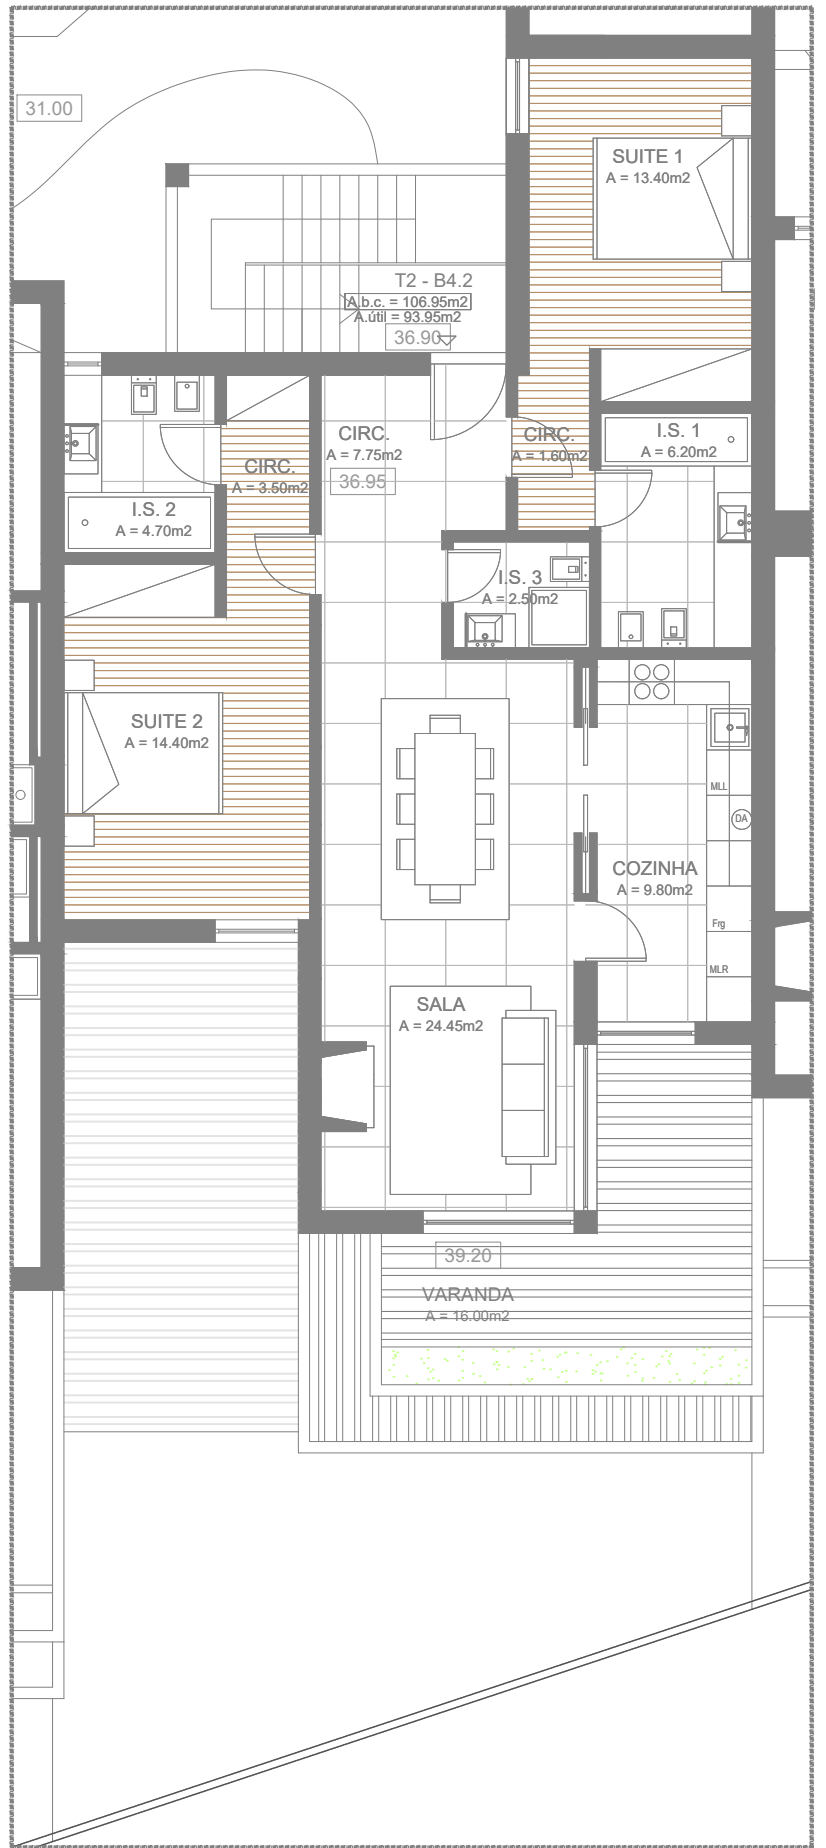 31.00
SUITE 1
A = 13.40m2
T2 - B4.2
A.b.c. = 106.95m2
A.útil = 93.95m2
36.90
CIRC.
A = 7.75m2
36.95
CIRC.
A = 1.60m2
I.S. 1
A = 6.20m2
CIRC.
A = 3.50m2
I.S. 2
A = 4.70m2
I.S. 3
A = 2.50m2
SUITE 2
A = 14.40m2
MLL
DA
COZINHA
A = 9.80m2
Frg
MLR
SALA
A = 24.45m2
39.20
VARANDA
A = 16.00m2